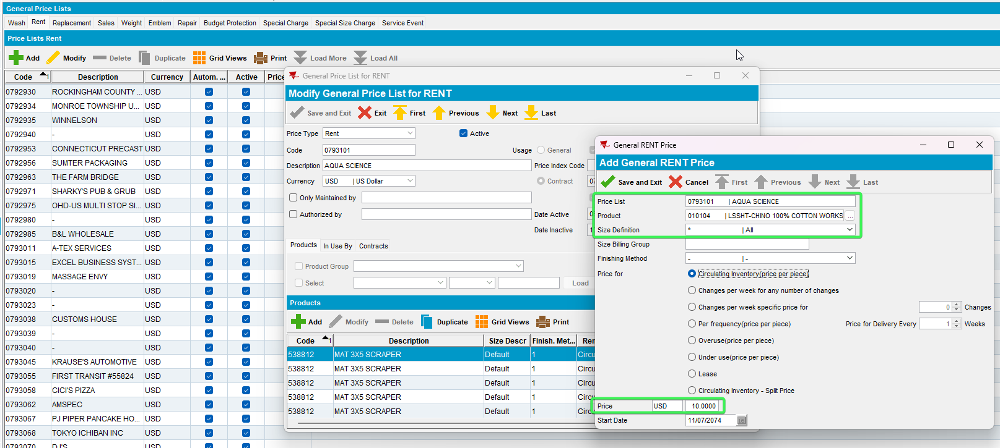 General Price Lists
Wash Rent Replacement Sales Weight Emblem Repair Budget Protection Special Charge Special Size Charge Service Event
Price Lists Rent
Add Modify Delete Duplicate Grid Views Print Load More Load All
Code 1 Description Currency Autom. ... Active Price
0792930 ROCKINGHAM COUNTY ... USD
0792934 MONROE TOWNSHIP U... USD
0792935 WINNELSON USD
0792940 - USD
0792953 CONNECTICUT PRECAST USD
0792956 SUMTER PACKAGING USD
0792963 THE FARM BRIDGE USD
0792971 SHARKY'S PUB & GRUB USD
0792975 OHD-US MULTI STOP SI... USD
0792980 - USD
0792985 B&L WHOLESALE USD
0793011 A-TEX SERVICES USD
0793015 EXCEL BUSINESS SYST... USD
0793019 MASSAGE ENVY USD
0793020 - USD
0793023 - USD
0793038 CUSTOMS HOUSE USD
0793039 - USD
0793040 - USD
0793045 KRAUSE'S AUTOMOTIVE USD
0793055 FIRST TRANSIT #55824 USD
0793058 CICI'S PIZZA USD
0793062 AMSPEC USD
0793067 PJ PIPER PANCAKE HO... USD
0793068 TOKYO ICHIBAN INC USD
0793070 DJ'S USD
General Price List for RENT
Modify General Price List for RENT
Save and Exit Exit First Previous Next Last
Price Type Rent Active
Code 0793101 Usage General
Description AQUA SCIENCE Price Index Code
Currency USD | US Dollar Contract 07
Only Maintained by
Authorized by Date Active
Date Inactive
Products In Use By Contracts
Product Group
Select Load
Products
Add Modify Delete Duplicate Grid Views Print
Code 1 Description Size Descr Finish. Met... Ren
538812 MAT 3X5 SCRAPER Default 1 Circu
538812 MAT 3X5 SCRAPER Default 1 Circu
538812 MAT 3X5 SCRAPER Default 1 Circu
538812 MAT 3X5 SCRAPER Default 1 Circ
538812 MAT 3X5 SCRAPER Default 1 Circu
General RENT Price
Add General RENT Price
Save and Exit Cancel First Previous Next Last
Price List 0793101 | AQUA SCIENCE
Product 010104 | LSSHT-CHINO 100% COTTON WORKS ...
Size Definition * | All
Size Billing Group
Finishing Method - | -
Price for Circulating Inventory(price per piece)
Changes per week for any number of changes
Changes per week specific price for 0 Changes
Per frequency(price per piece) Price for Delivery Every 1 Weeks
Overuse(price per piece)
Under use(price per piece)
Lease
Circulating Inventory - Split Price
Price USD 10.0000
Start Date 11/07/2074 16